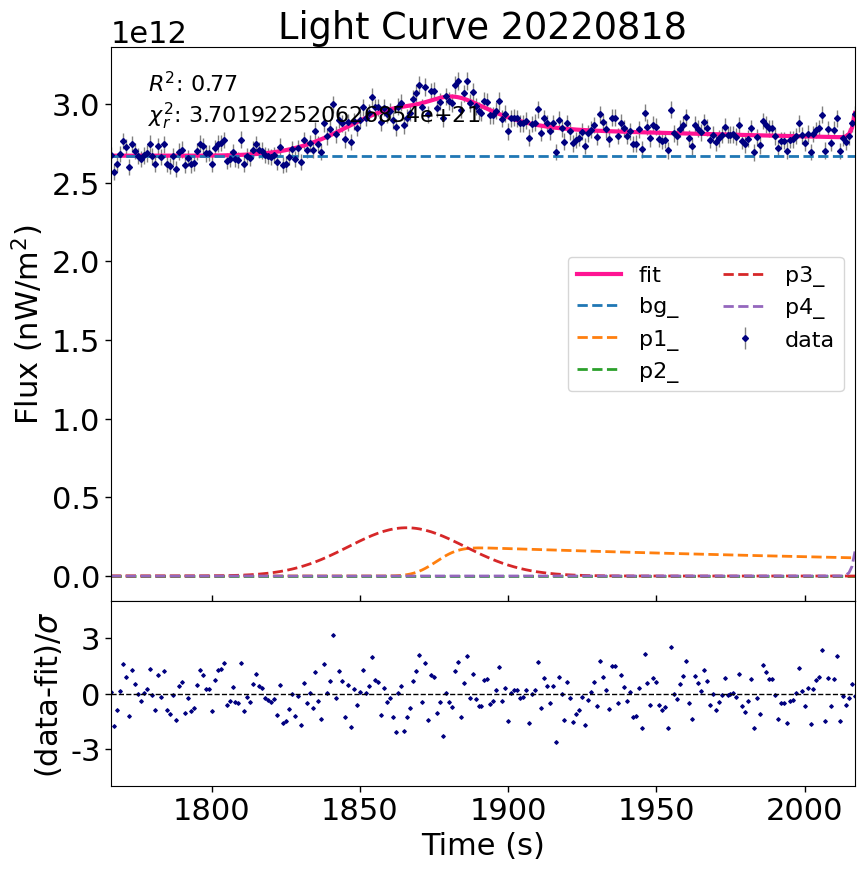 Light Curve 20220818
1e12
R²: 0.77
χ²ᵣ: 3.701922520626854e+21
Flux (nW/m²)
3.0
2.5
2.0
1.5
1.0
0.5
0.0
fit
bg_
p1_
p2_
p3_
p4_
data
(data-fit)/σ
3
0
-3
1800 1850 1900 1950 2000
Time (s)